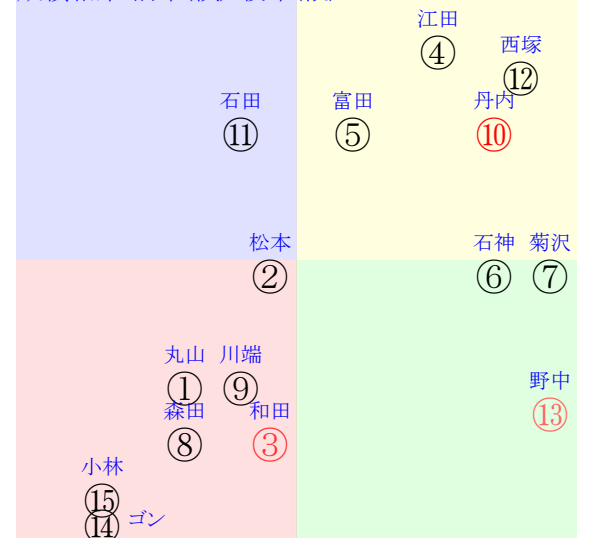 江田
④
西塚
⑫
石田
⑪
富田
⑤
丹内
⑩
松本
②
石神
⑥
菊沢
⑦
丸山
①
川端
⑨
野中
⑬
森田
⑧
和田
③
小林
⑮
⑭
ゴン